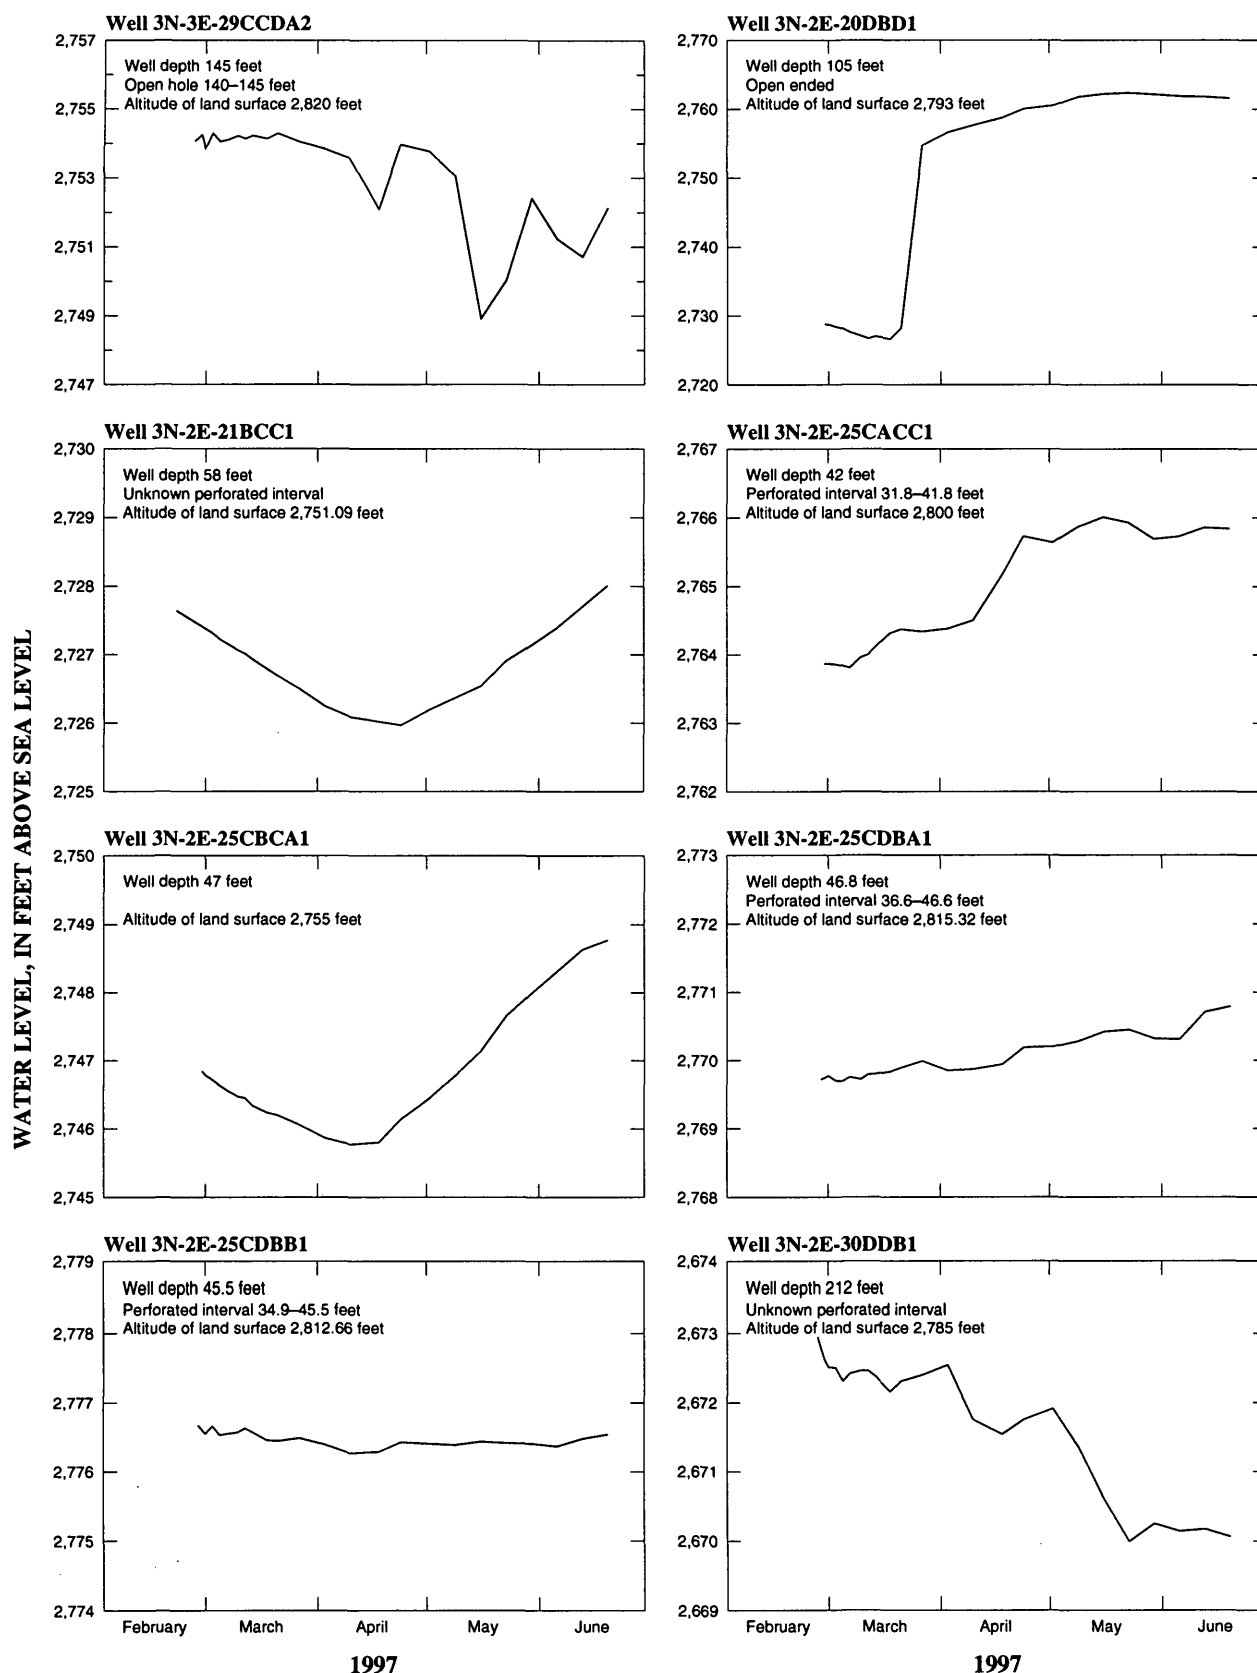 WATER LEVEL, IN FEET ABOVE SEA LEVEL
Well 3N-3E-29CCDA2
2,757
2,755
2,753
2,751
2,749
2,747
Well depth 145 feet
Open hole 140–145 feet
Altitude of land surface 2,820 feet
Well 3N-2E-20DBD1
2,770
2,760
2,750
2,740
2,730
2,720
Well depth 105 feet
Open ended
Altitude of land surface 2,793 feet
Well 3N-2E-21BCC1
2,730
2,729
2,728
2,727
2,726
2,725
Well depth 58 feet
Unknown perforated interval
Altitude of land surface 2,751.09 feet
Well 3N-2E-25CACC1
2,767
2,766
2,765
2,764
2,763
2,762
Well depth 42 feet
Perforated interval 31.8–41.8 feet
Altitude of land surface 2,800 feet
Well 3N-2E-25CBCA1
2,750
2,749
2,748
2,747
2,746
2,745
Well depth 47 feet
Altitude of land surface 2,755 feet
Well 3N-2E-25CDBA1
2,773
2,772
2,771
2,770
2,769
2,768
Well depth 46.8 feet
Perforated interval 36.6–46.6 feet
Altitude of land surface 2,815.32 feet
Well 3N-2E-25CDBB1
2,779
2,778
2,777
2,776
2,775
2,774
Well depth 45.5 feet
Perforated interval 34.9–45.5 feet
Altitude of land surface 2,812.66 feet
February March April May June
1997
Well 3N-2E-30DDB1
2,674
2,673
2,672
2,671
2,670
2,669
Well depth 212 feet
Unknown perforated interval
Altitude of land surface 2,785 feet
February March April May June
1997